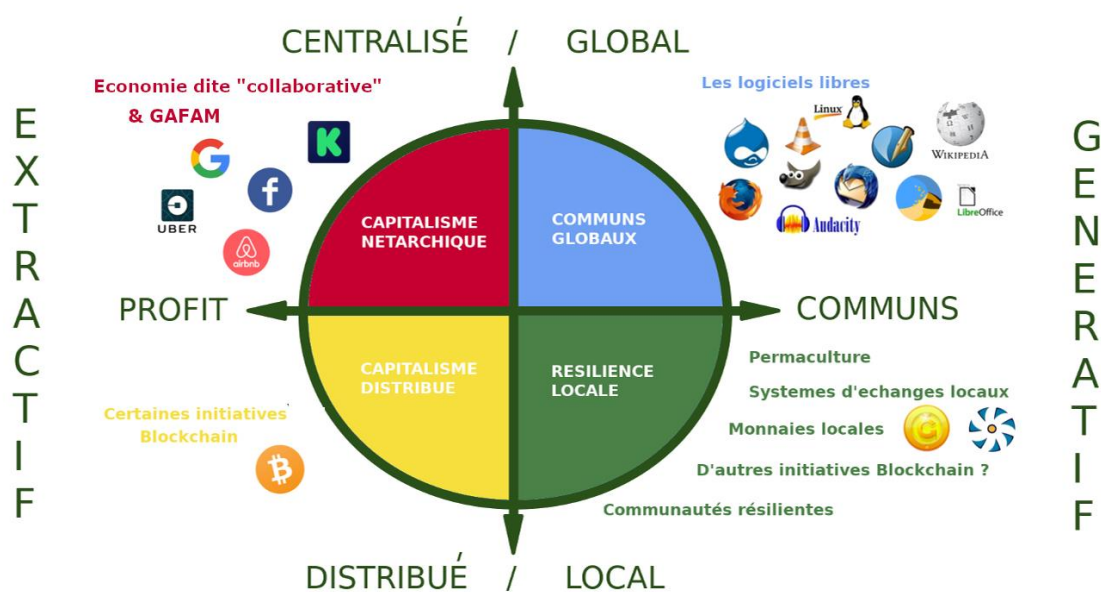 CENTRALISÉ / GLOBAL
Economie dite "collaborative"
& GAFAM
UBER
airbnb
Les logiciels libres
Linux
WIKIPEDIA
LibreOffice
Audacity
EXTRACTIF
GENERATIF
CAPITALISME
NETARCHIQUE
COMMUNS
GLOBAUX
PROFIT
COMMUNS
CAPITALISME
DISTRIBUE
RESILIENCE
LOCALE
Certaines initiatives
Blockchain
Permaculture
Systemes d'echanges locaux
Monnaies locales
D'autres initiatives Blockchain ?
Communautés résilientes
DISTRIBUÉ / LOCAL